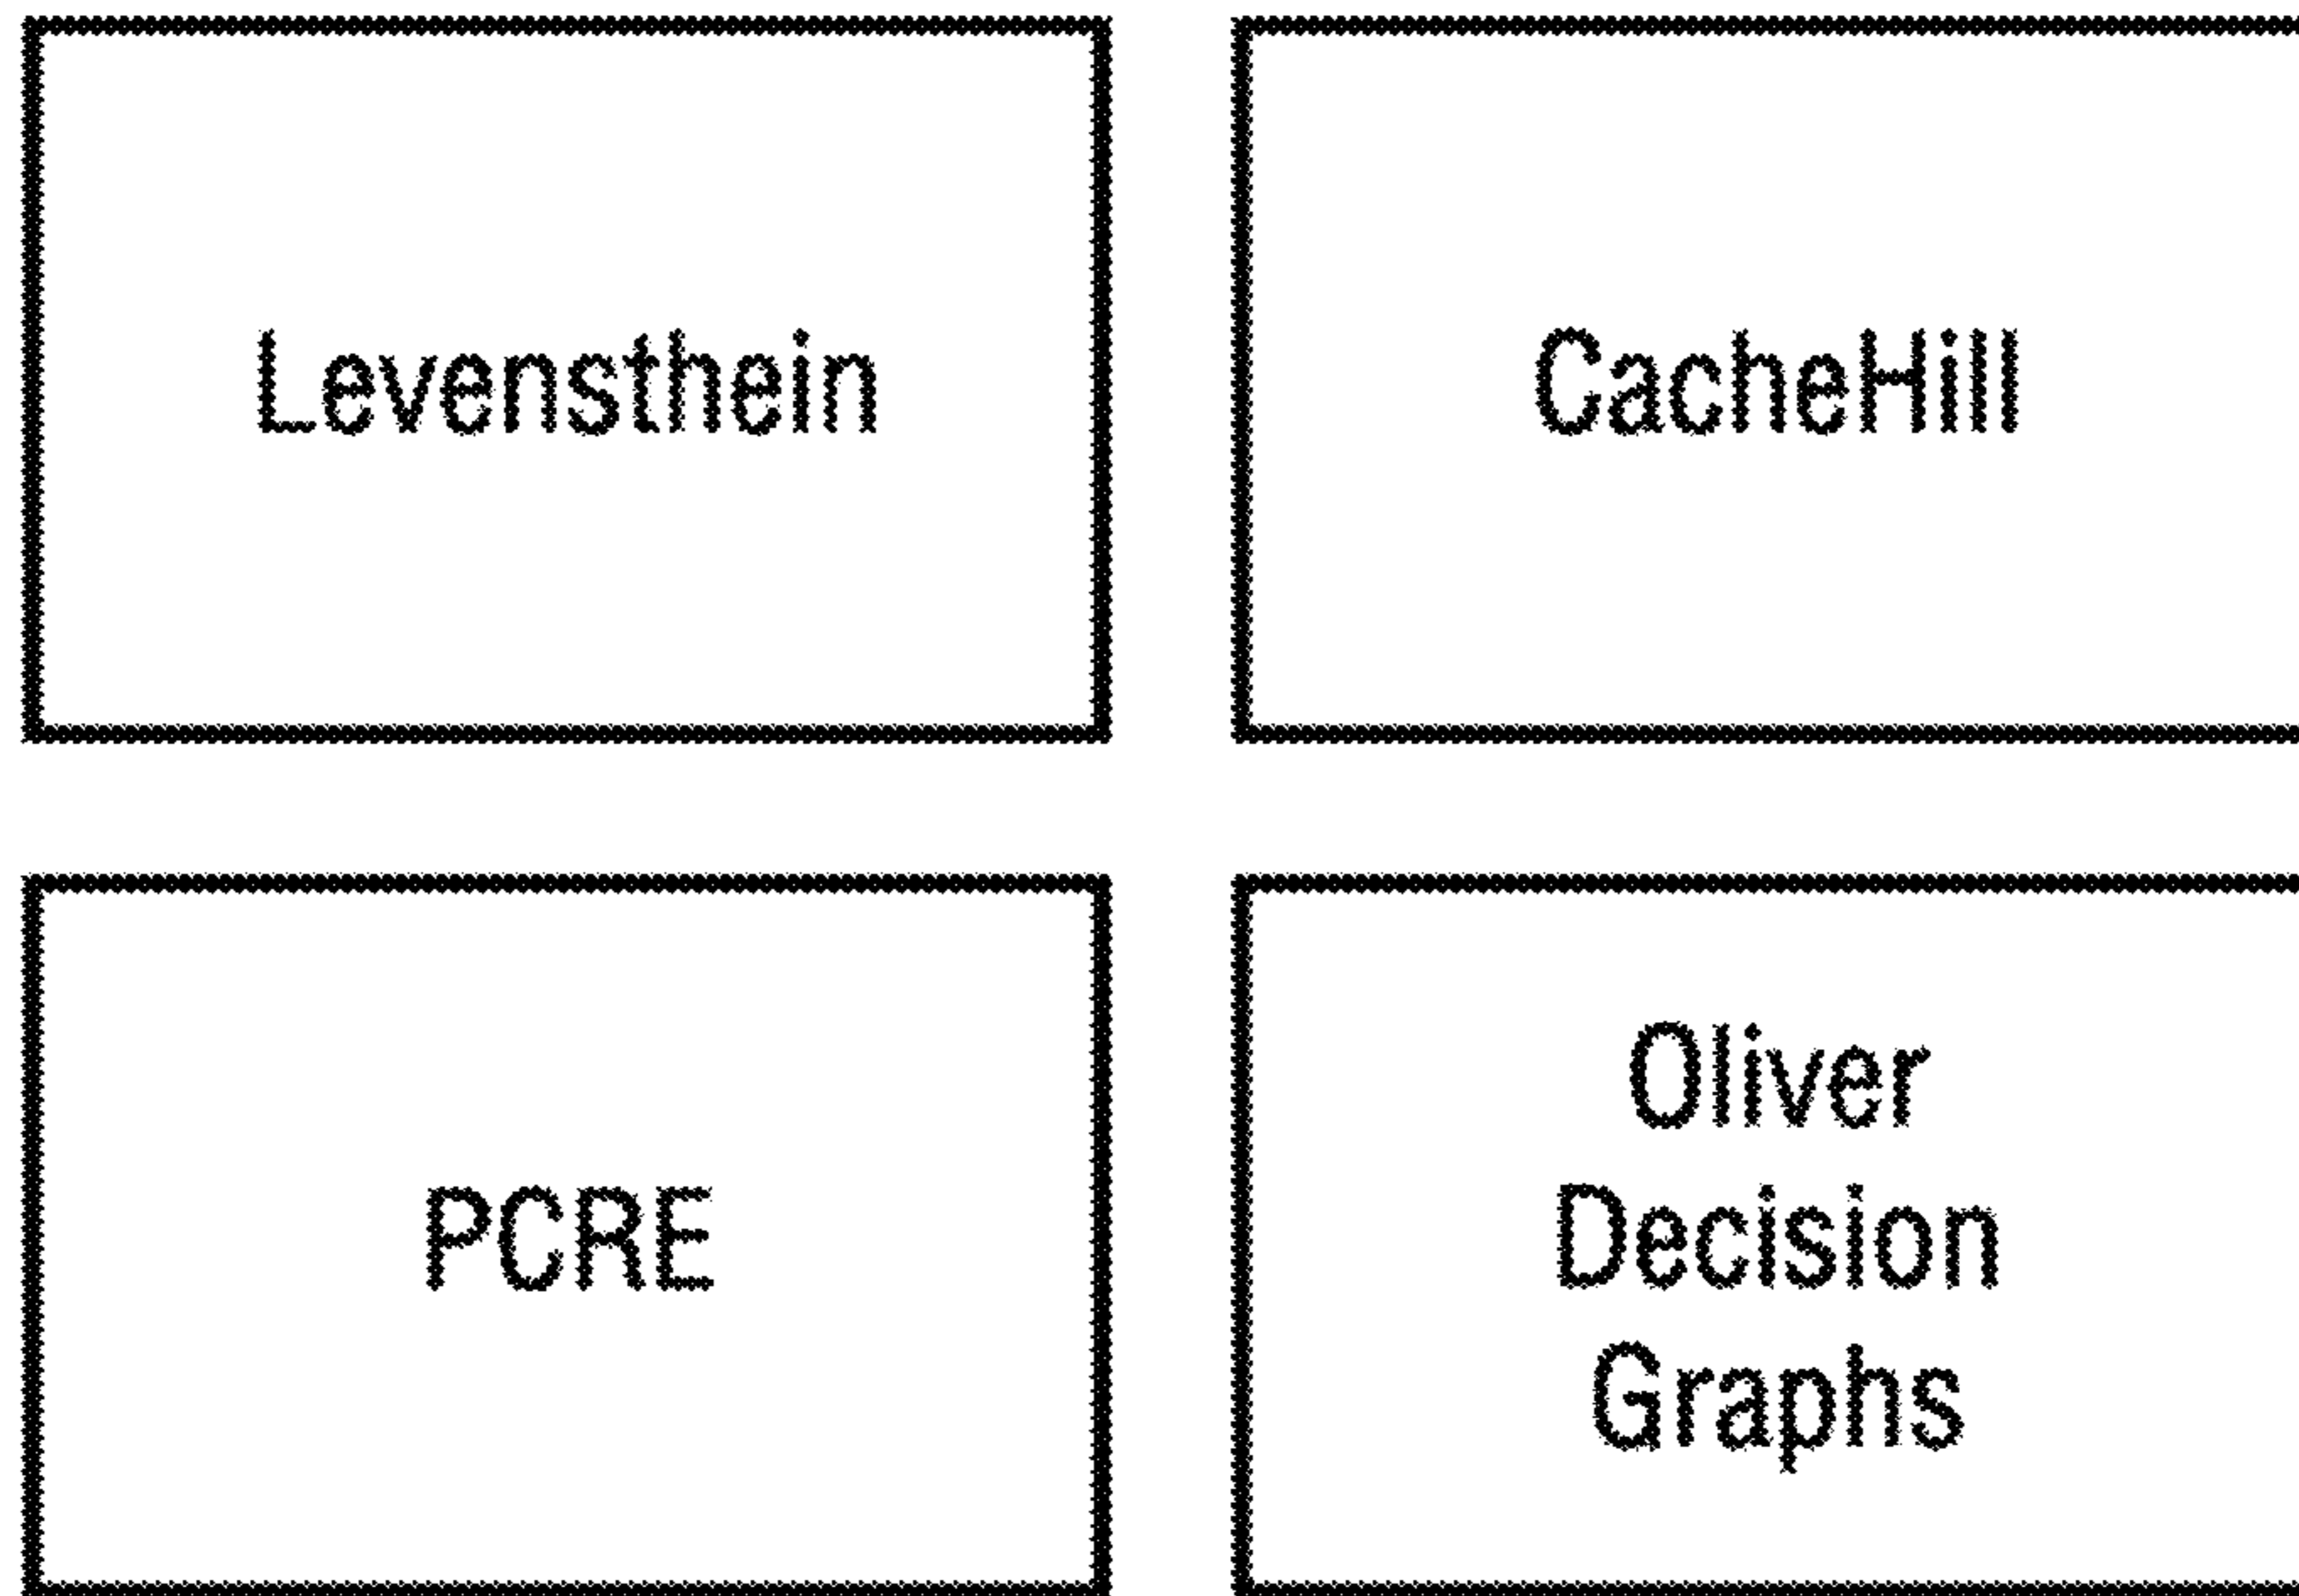 Levensthein
CacheHill
PCRE
Oliver
Decision
Graphs